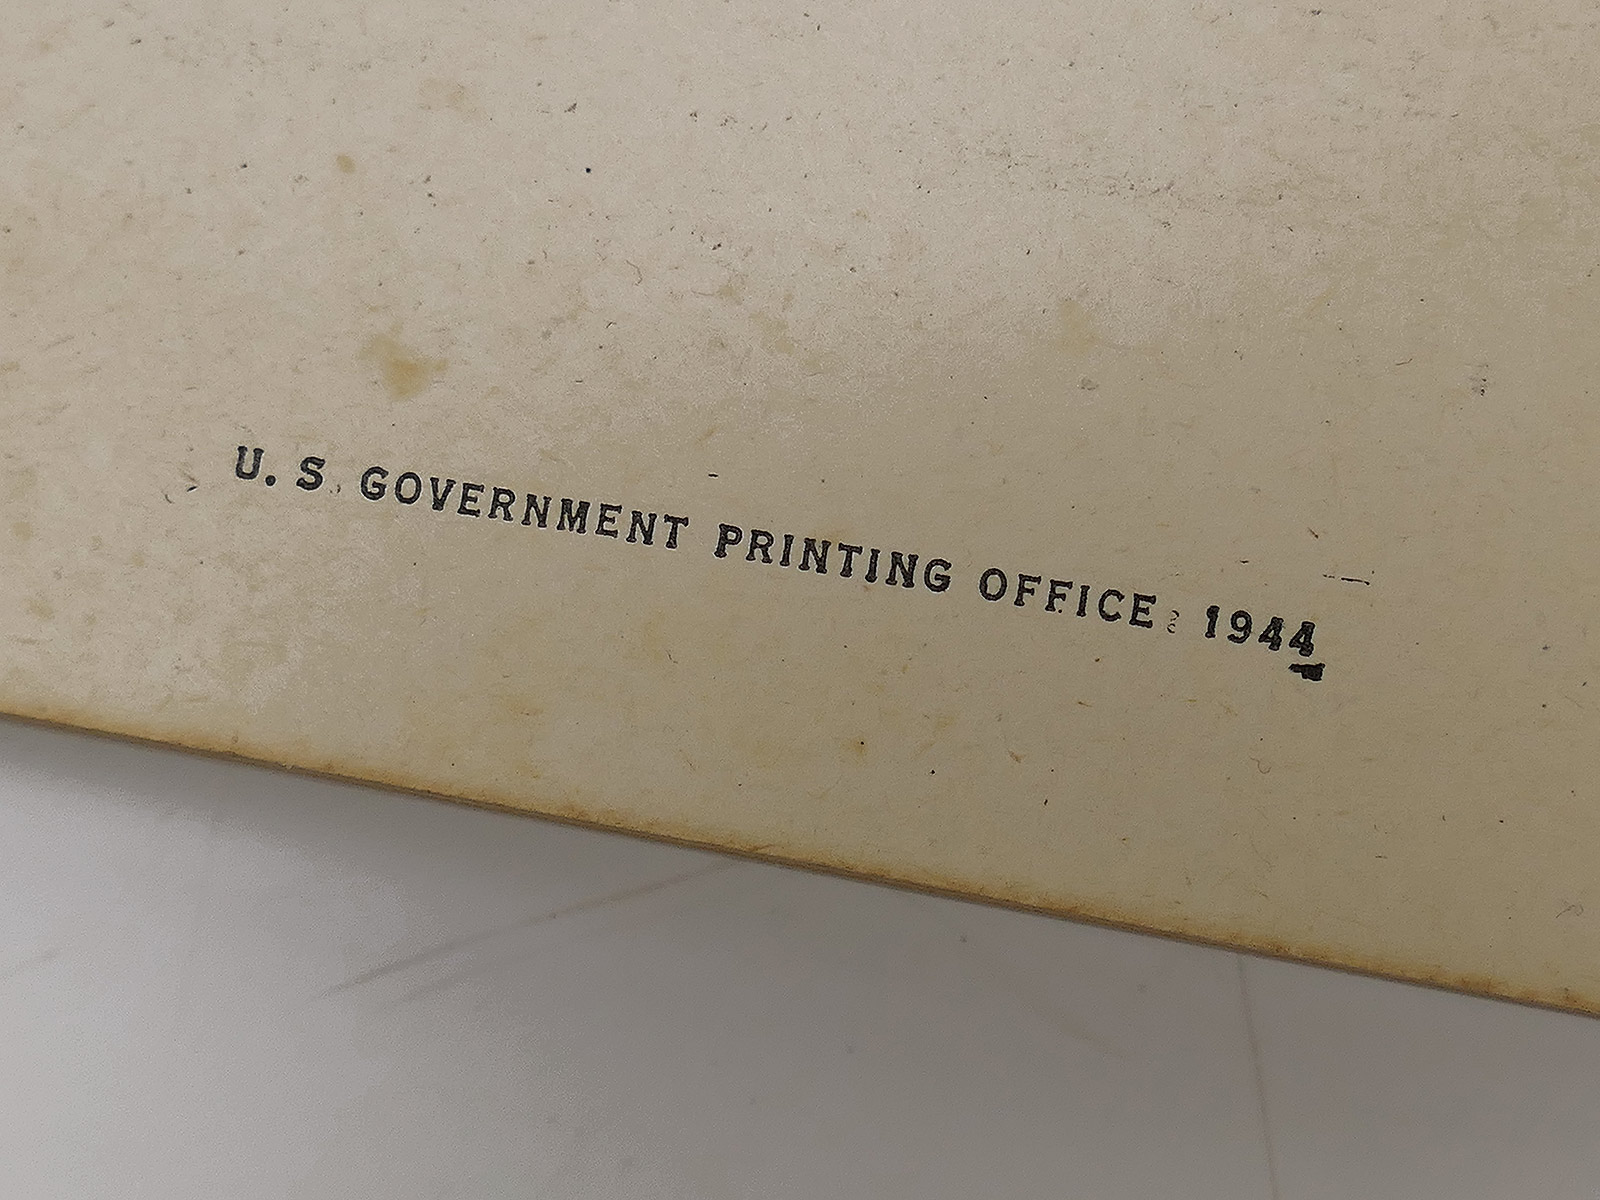 U. S. GOVERNMENT PRINTING OFFICE : 1944